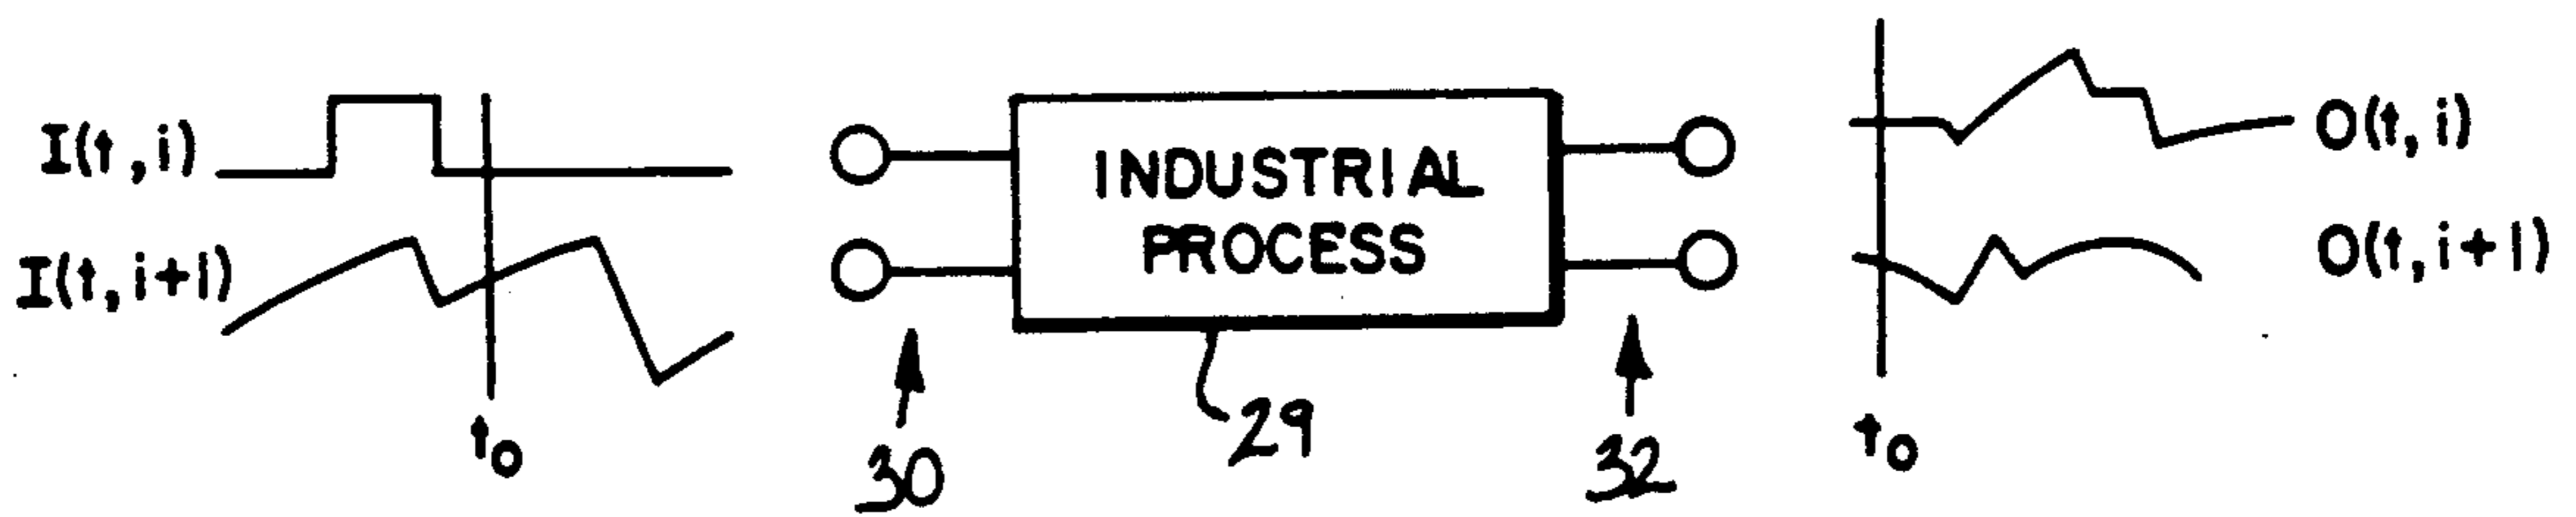 I(t,i)
I(t,i+1)
t0
30
INDUSTRIAL
PROCESS
29
32
O(t,i)
O(t,i+1)
t0